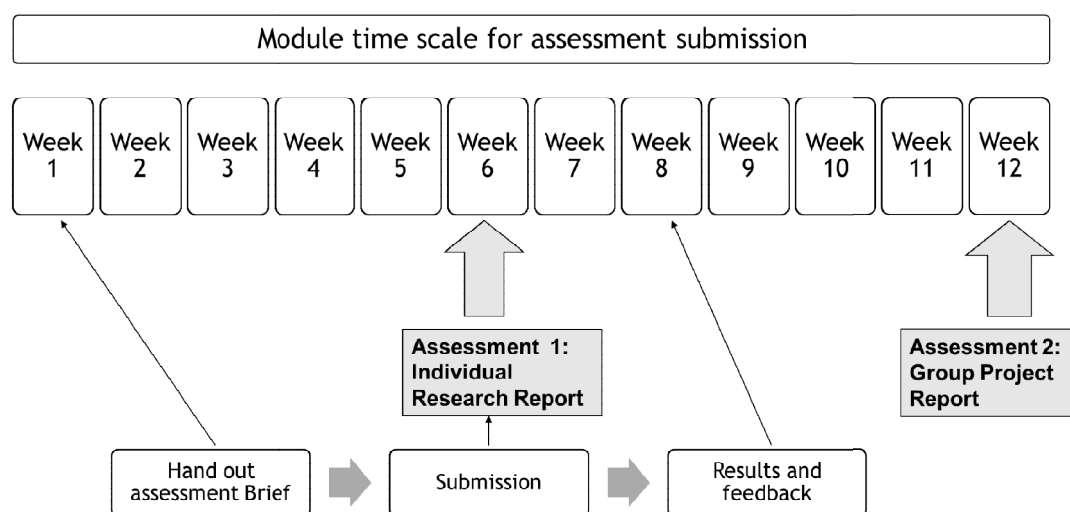 Module time scale for assessment submission
Week
1
Week
2
Week
3
Week
4
Week
5
Week
6
Week
7
Week
8
Week
9
Week
10
Week
11
Week
12
Assessment 1:
Individual
Research Report
Assessment 2:
Group Project
Report
Hand out
assessment Brief
Submission
Results and
feedback